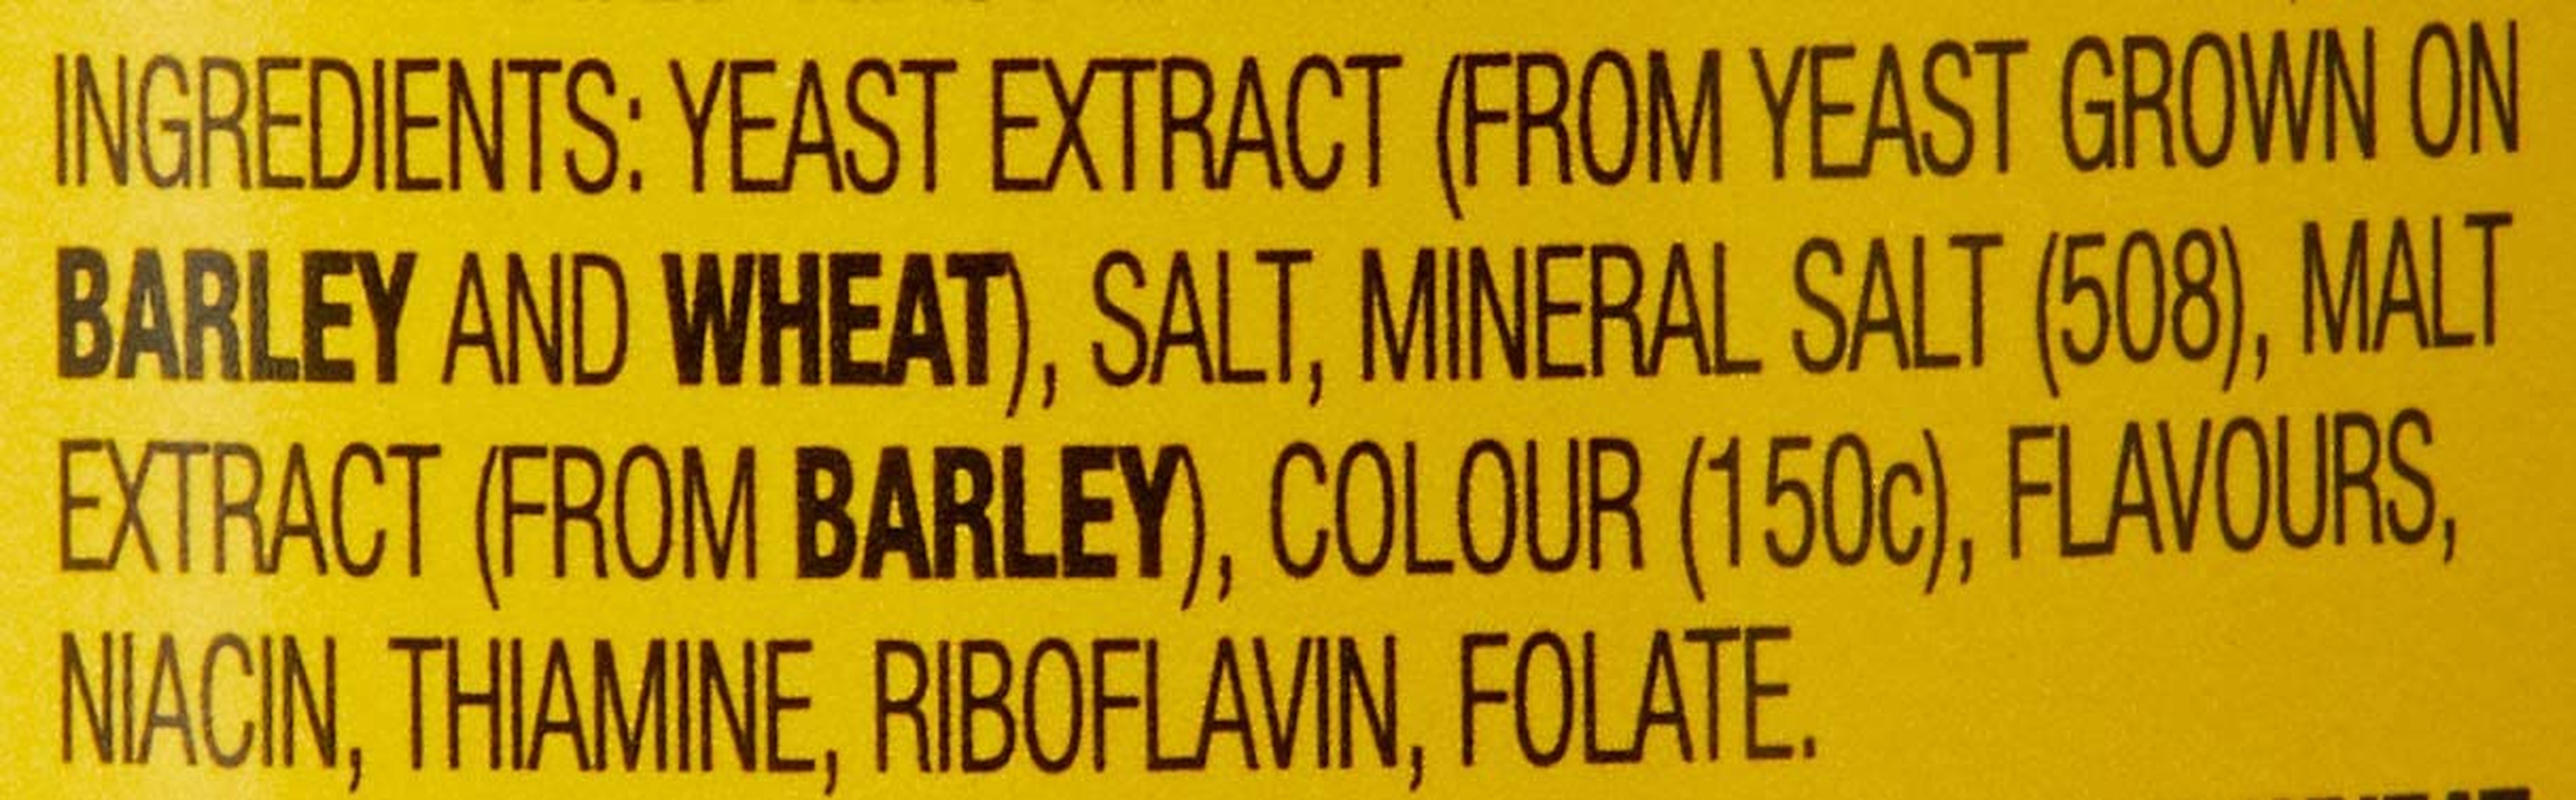 INGREDIENTS: YEAST EXTRACT (FROM YEAST GROWN ON
BARLEY AND WHEAT), SALT, MINERAL SALT (508), MALT
EXTRACT (FROM BARLEY), COLOUR (150c), FLAVOURS,
NIACIN, THIAMINE, RIBOFLAVIN, FOLATE.